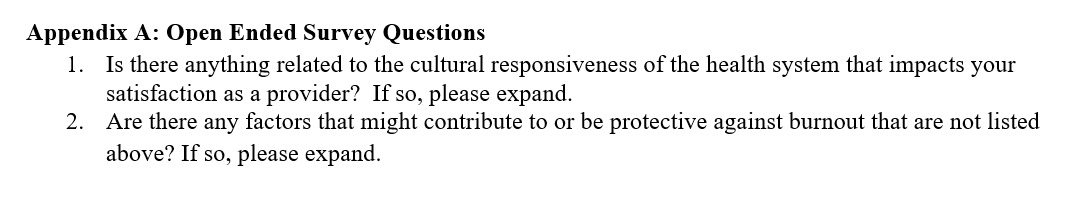 Appendix A: Open Ended Survey Questions
1. Is there anything related to the cultural responsiveness of the health system that impacts your
satisfaction as a provider?  If so, please expand.
2. Are there any factors that might contribute to or be protective against burnout that are not listed
above? If so, please expand.